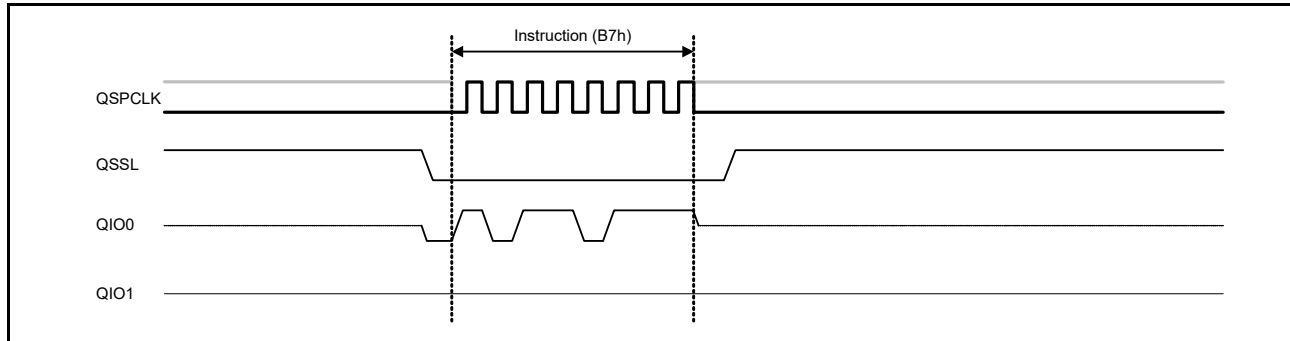 Instruction (B7h)
QSPCLK
QSSL
QIO0
QIO1